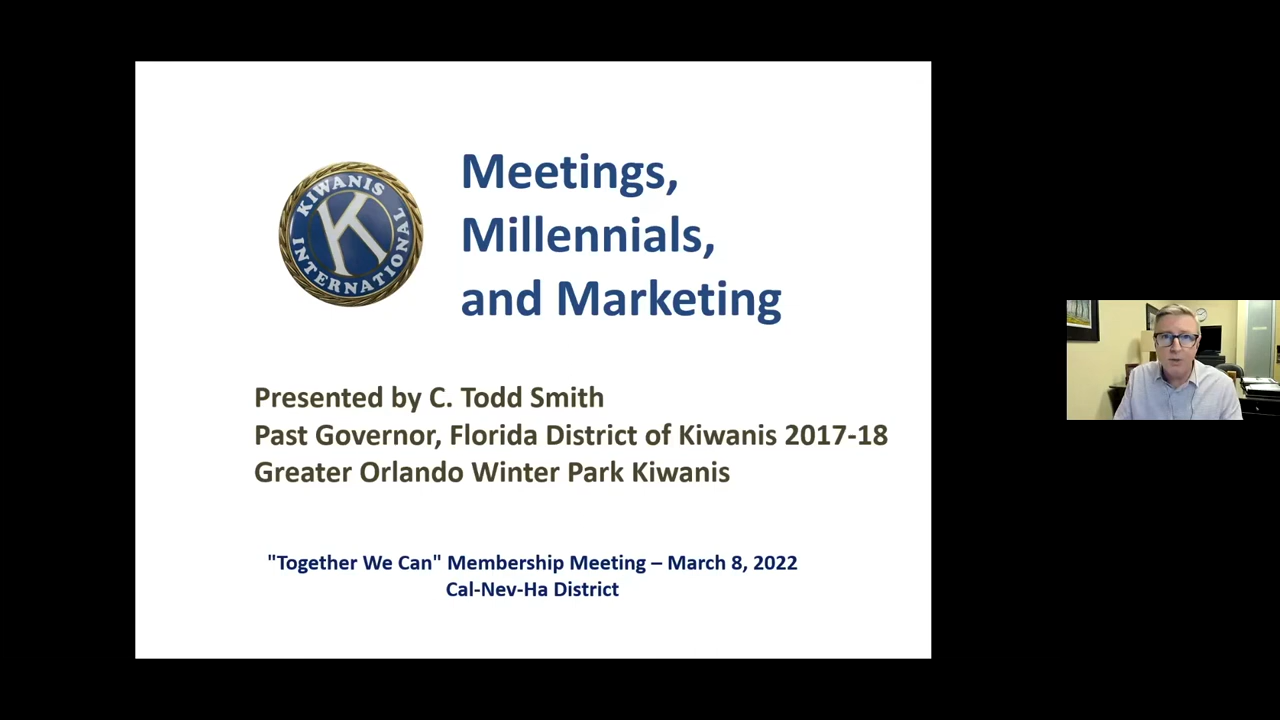 KIWANIS
K
INTERNATIONAL
Meetings,
Millennials,
and Marketing
Presented by C. Todd Smith
Past Governor, Florida District of Kiwanis 2017-18
Greater Orlando Winter Park Kiwanis
"Together We Can" Membership Meeting – March 8, 2022
Cal-Nev-Ha District